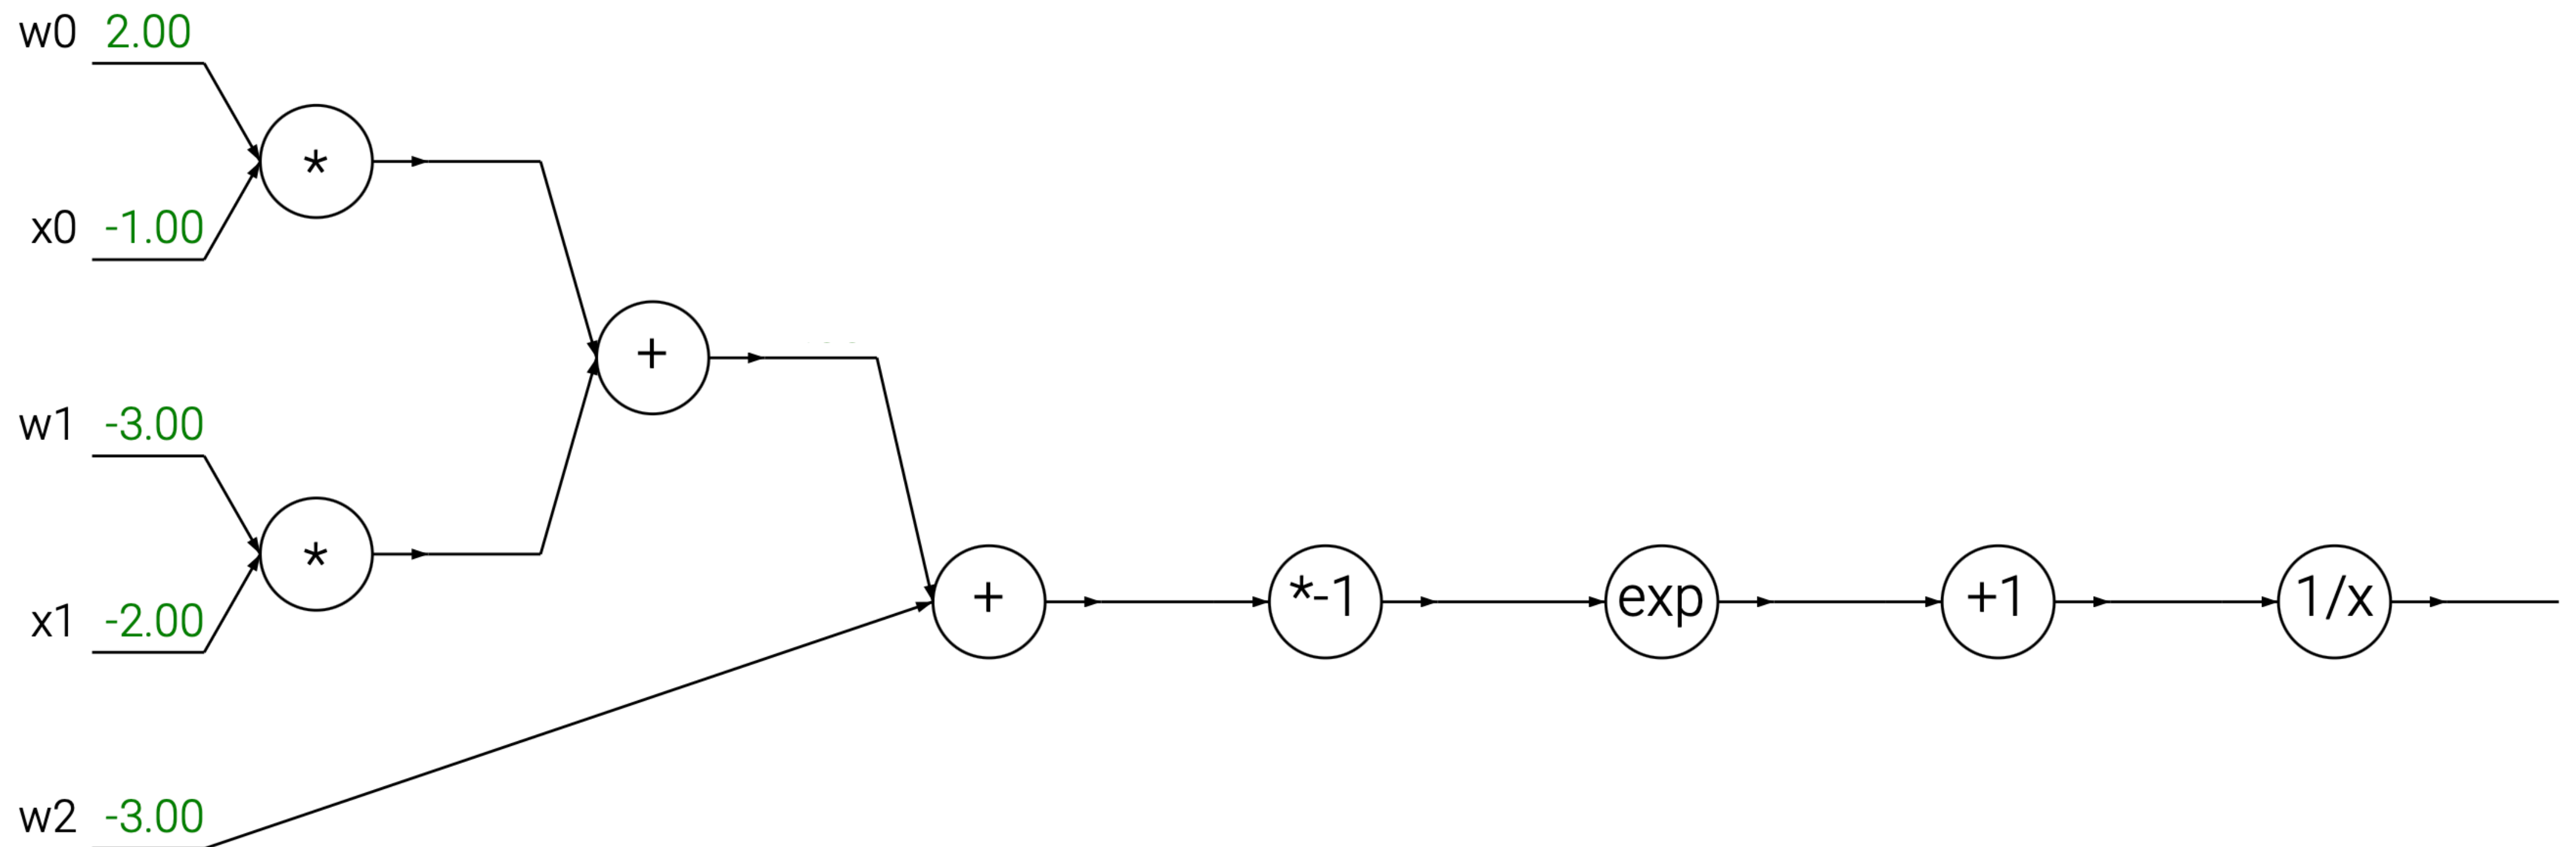 w0 2.00
*
x0 -1.00
+
w1 -3.00
*
x1 -2.00
+ *-1 exp +1 1/x
w2 -3.00